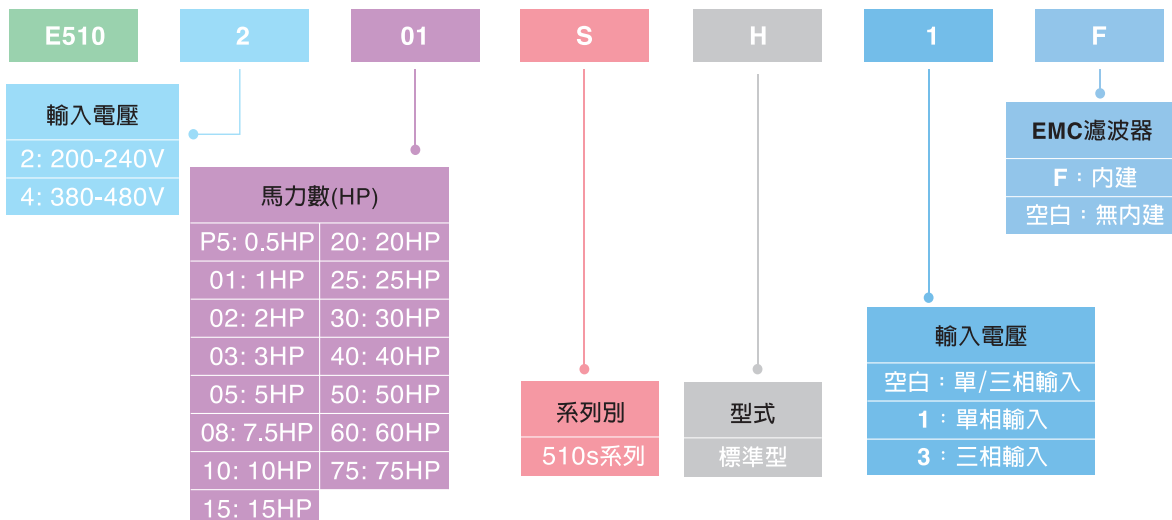 E510 2 01 S H 1 F
輸入電壓
2: 200-240V
4: 380-480V
馬力數(HP)
P5: 0.5HP 20: 20HP
01: 1HP 25: 25HP
02: 2HP 30: 30HP
03: 3HP 40: 40HP
05: 5HP 50: 50HP
08: 7.5HP 60: 60HP
10: 10HP 75: 75HP
15: 15HP
系列別
510s系列
型式
標準型
輸入電壓
空白：單/三相輸入
1：單相輸入
3：三相輸入
EMC濾波器
F：內建
空白：無內建